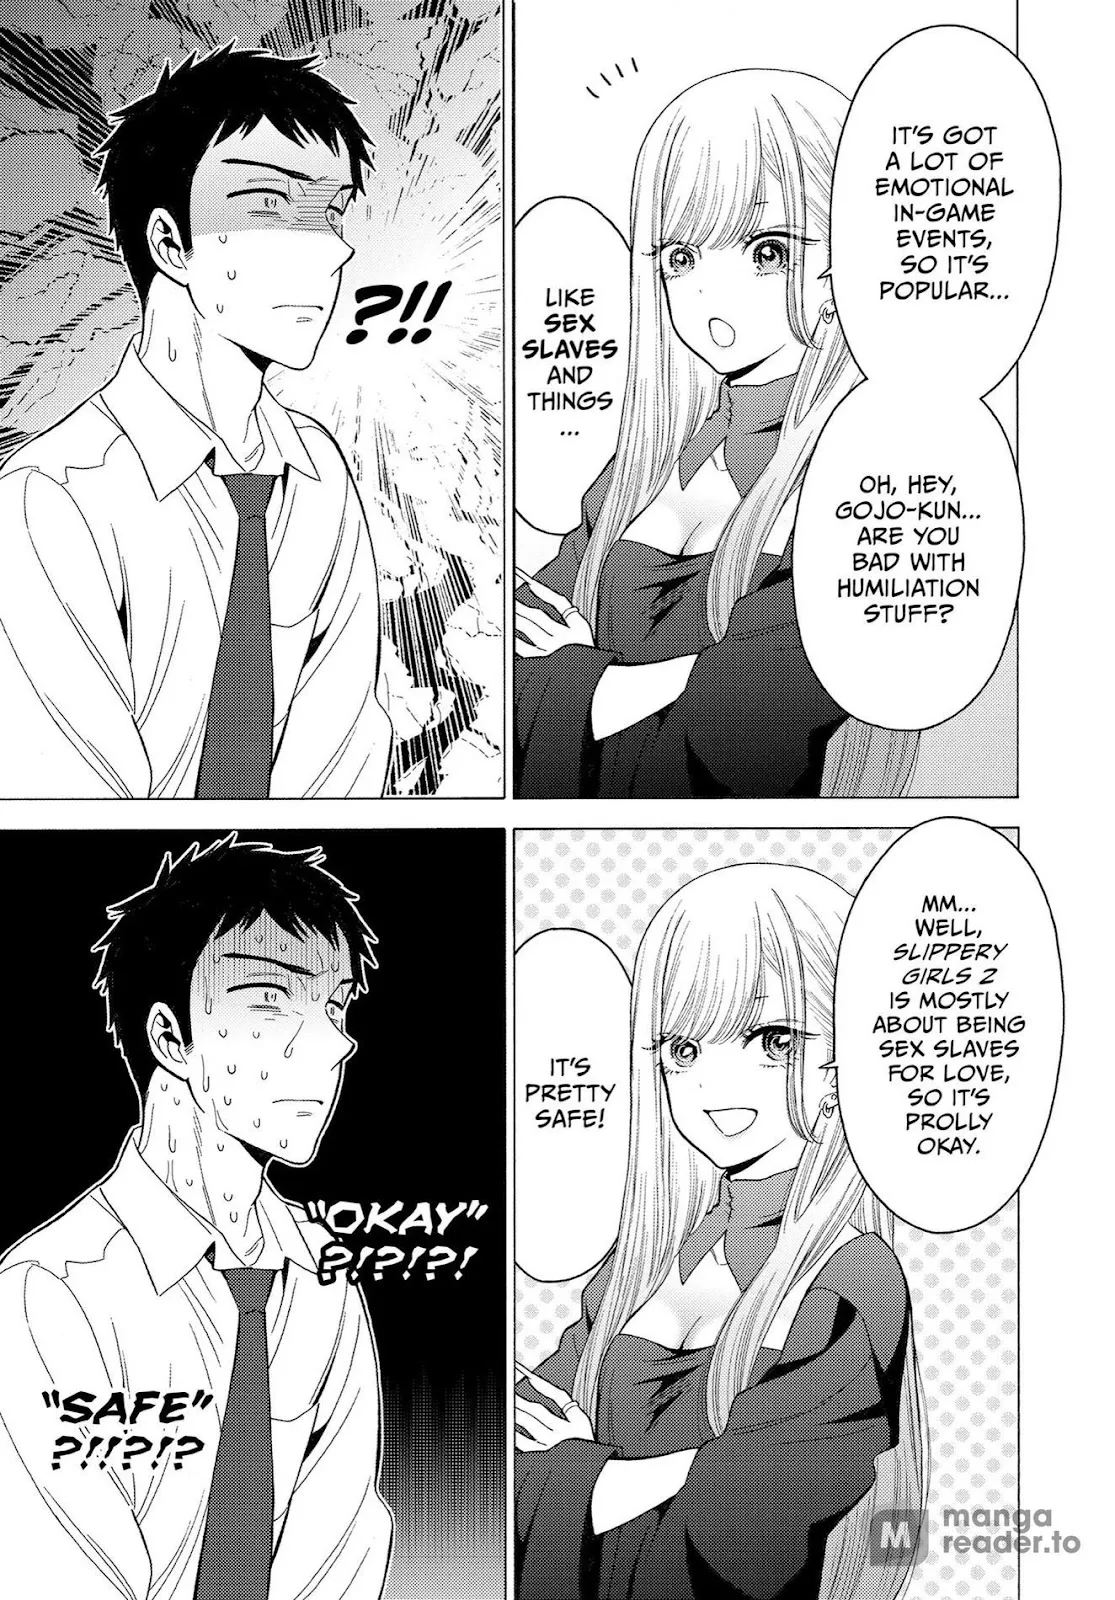 IT'S GOT
A LOT OF
EMOTIONAL
IN-GAME
EVENTS,
SO IT'S
POPULAR...
OH, HEY,
GOJO-KUN...
ARE YOU
BAD WITH
HUMILIATION
STUFF?
LIKE
SEX
SLAVES
AND
THINGS
...
?!!
MM...
WELL,
SLIPPERY
GIRLS 2
IS MOSTLY
ABOUT BEING
SEX SLAVES
FOR LOVE,
SO IT'S
PROLLY
OKAY.
IT'S
PRETTY
SAFE!
"OKAY"
?!?!?!
"SAFE"
?!!?!?
M manga
reader.to